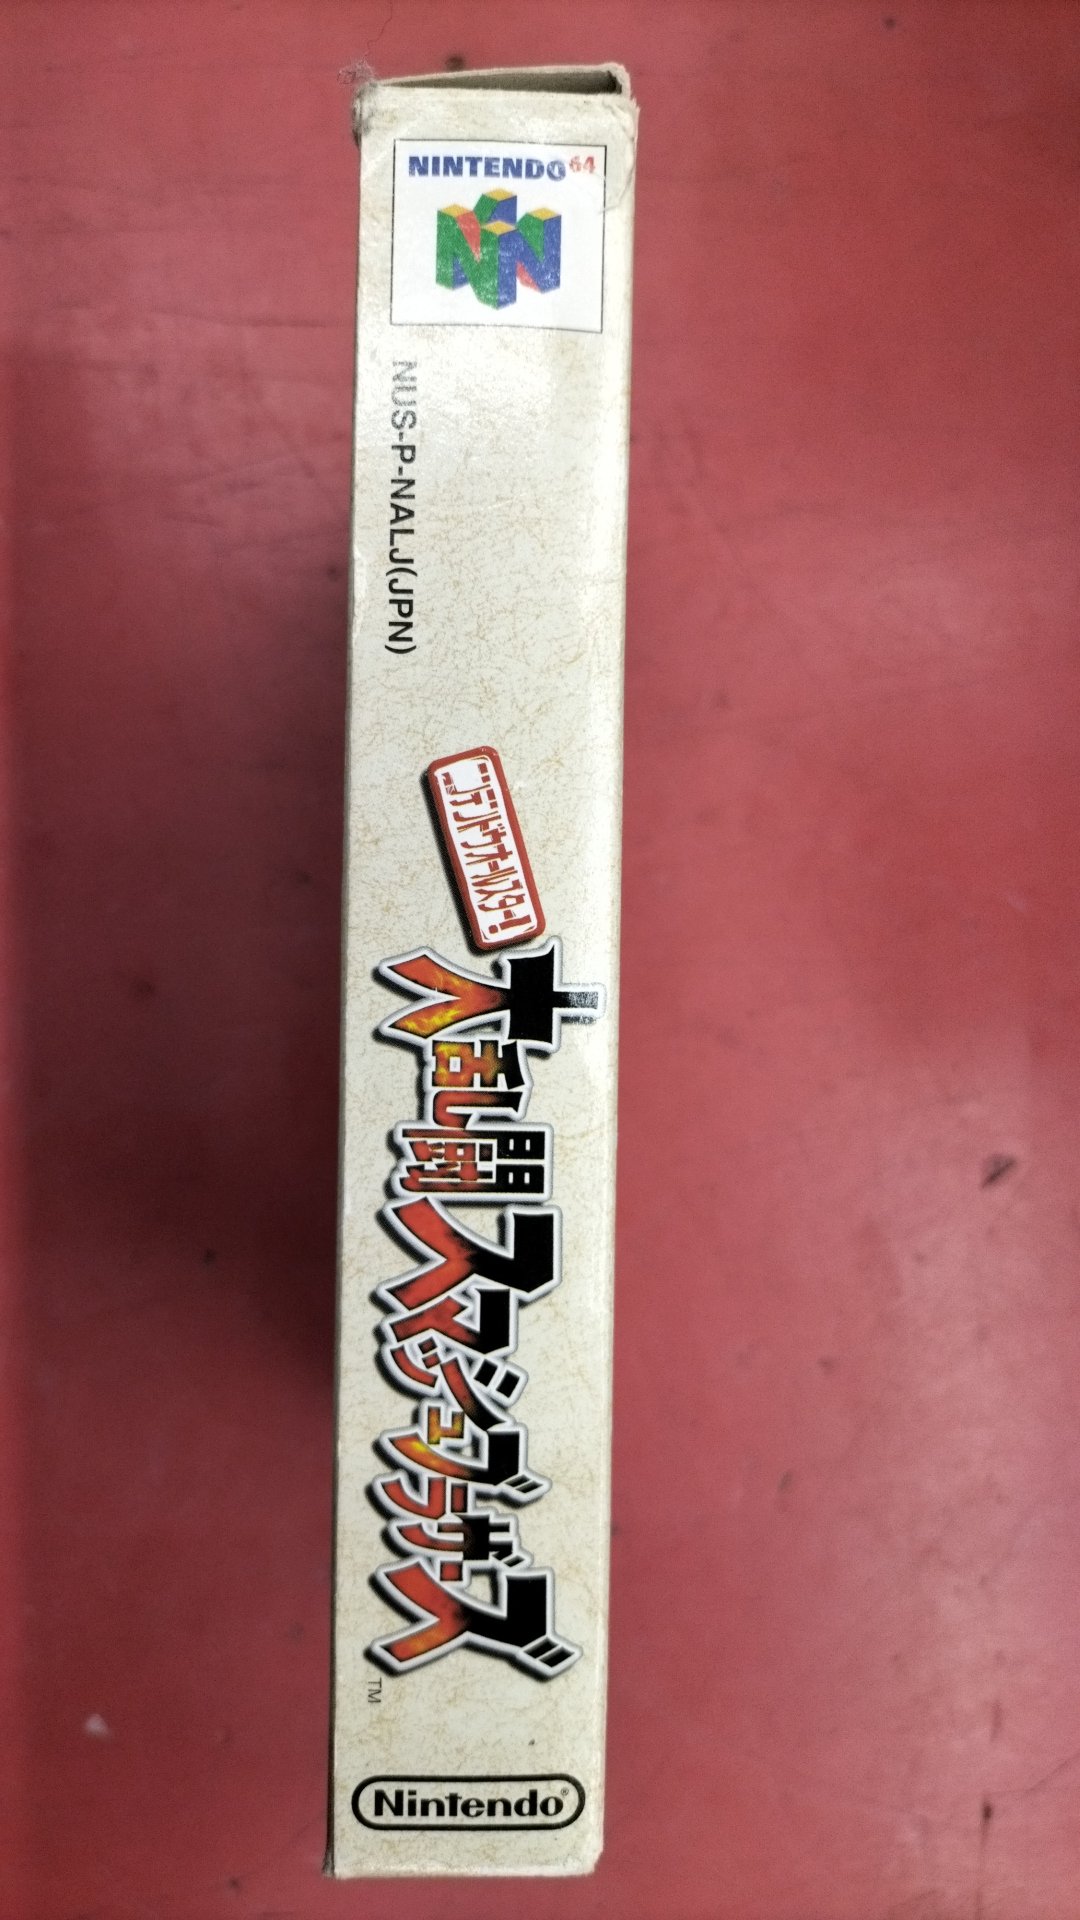 NINTENDO64
NUS-P-NALJ(JPN)
ニンテンドウオールスター!
大乱闘スマッシュブラザーズ
TM
Nintendo®